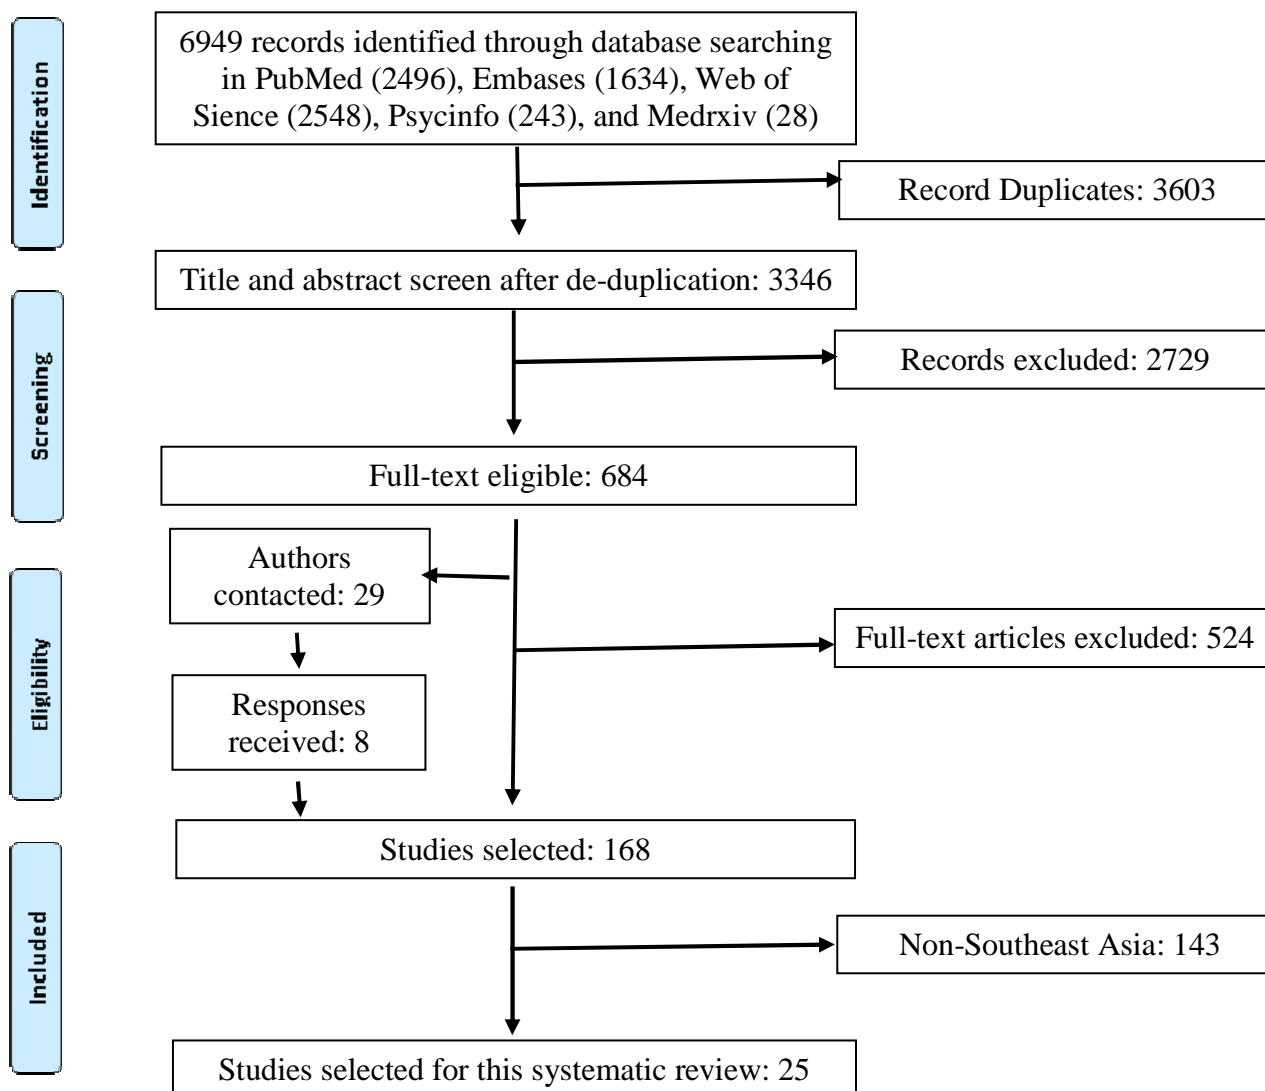 Identification
6949 records identified through database searching
in PubMed (2496), Embases (1634), Web of
Sience (2548), Psycinfo (243), and Medrxiv (28)
Record Duplicates: 3603
Title and abstract screen after de-duplication: 3346
Screening
Records excluded: 2729
Full-text eligible: 684
Eligibility
Authors
contacted: 29
Full-text articles excluded: 524
Responses
received: 8
Studies selected: 168
Included
Non-Southeast Asia: 143
Studies selected for this systematic review: 25